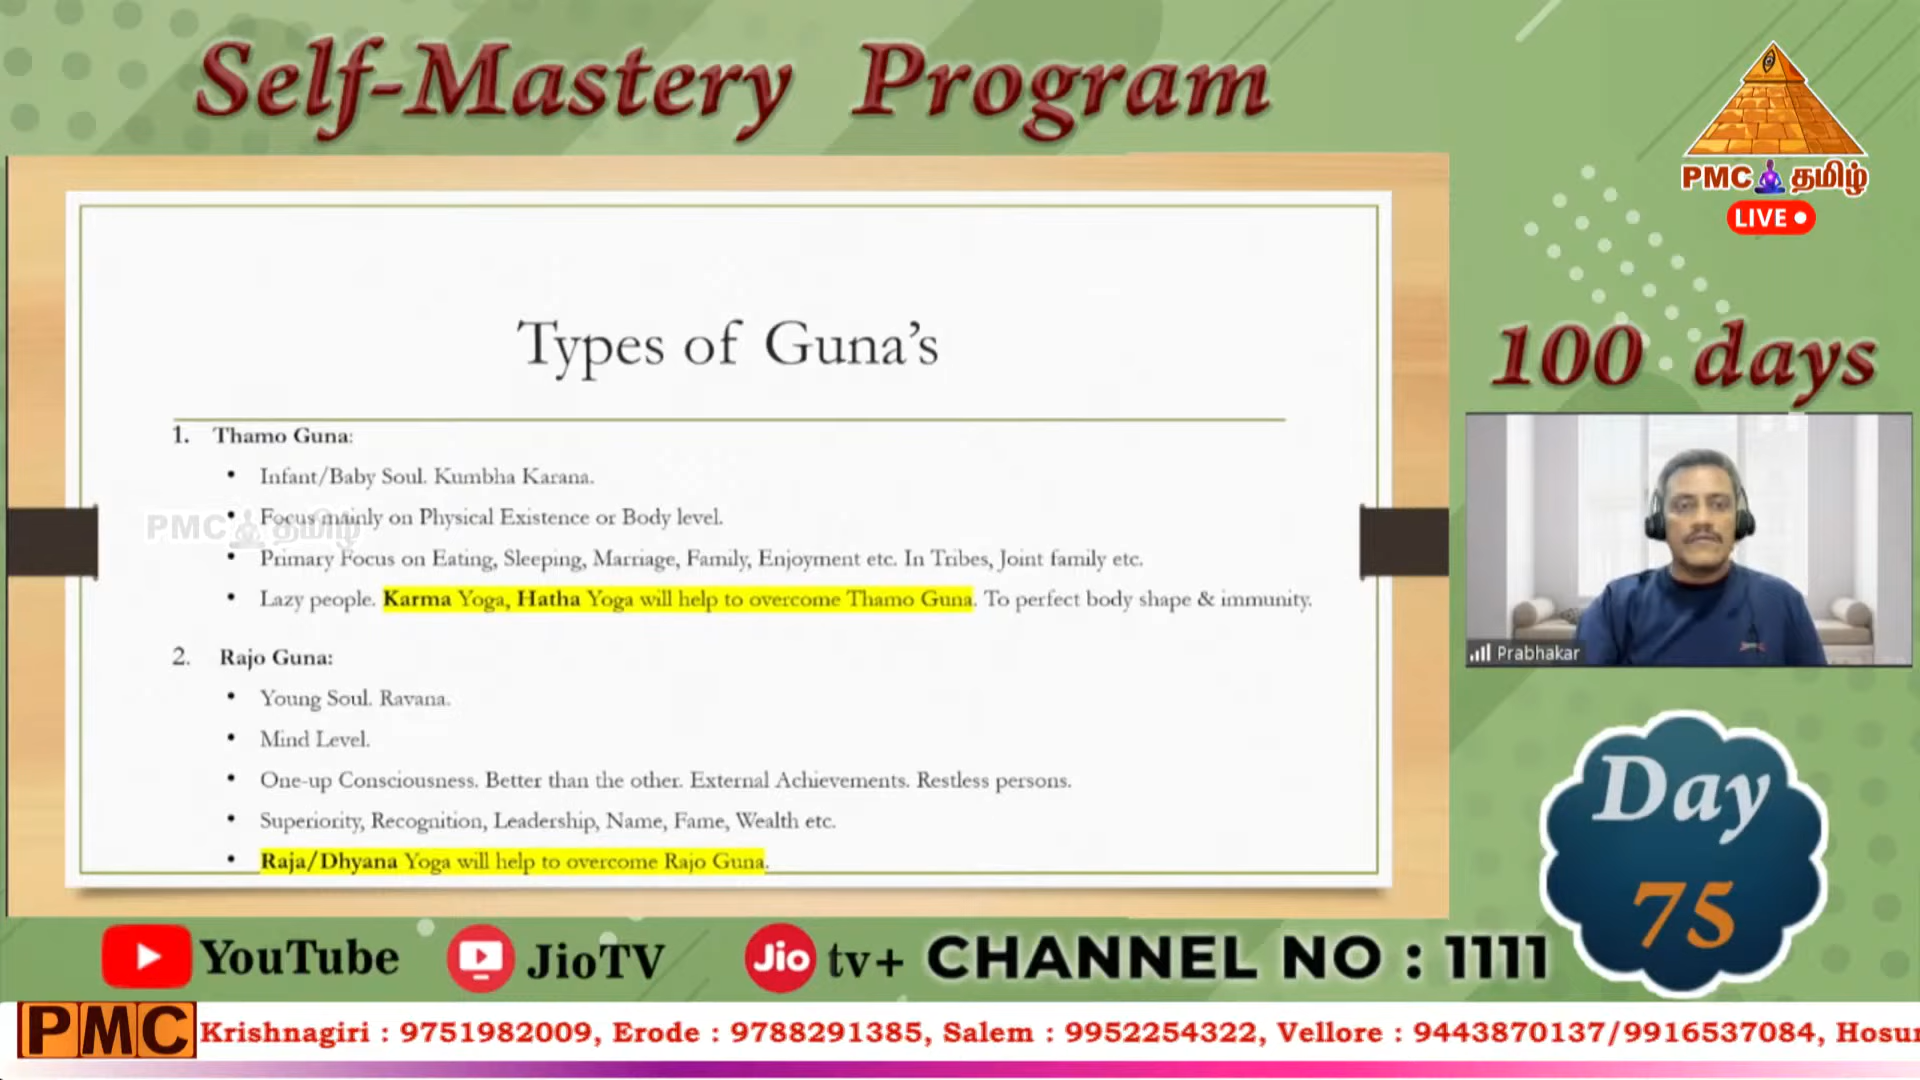 Self-Mastery Program
PMC தமிழ்
LIVE
100 days
Types of Guna's
1. Thamo Guna:
• Infant/Baby Soul. Kumbha Karana.
• Focus mainly on Physical Existence or Body level.
PMC தமிழ்
• Primary Focus on Eating, Sleeping, Marriage, Family, Enjoyment etc. In Tribes, Joint family etc.
• Lazy people. Karma Yoga, Hatha Yoga will help to overcome Thamo Guna. To perfect body shape & immunity.
2. Rajo Guna:
• Young Soul. Ravana.
• Mind Level.
• One-up Consciousness. Better than the other. External Achievements. Restless persons.
• Superiority, Recognition, Leadership, Name, Fame, Wealth etc.
• Raja/Dhyana Yoga will help to overcome Rajo Guna.
Prabhakar
Day
75
YouTube JioTV Jio tv+ CHANNEL NO : 1111
PMC Krishnagiri : 9751982009, Erode : 9788291385, Salem : 9952254322, Vellore : 9443870137/9916537084, Hosur